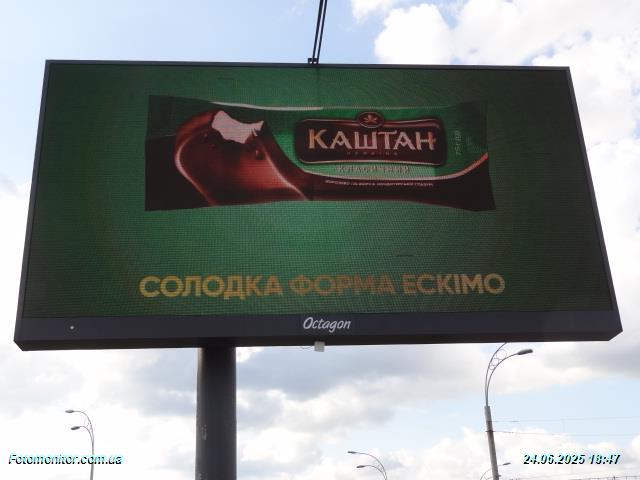 КАШТАН
КЛАСИЧНИЙ
СОЛОДКА ФОРМА ЕСКІМО
Octagon
Fotomonitor.com.ua
24.06.2025 18:47